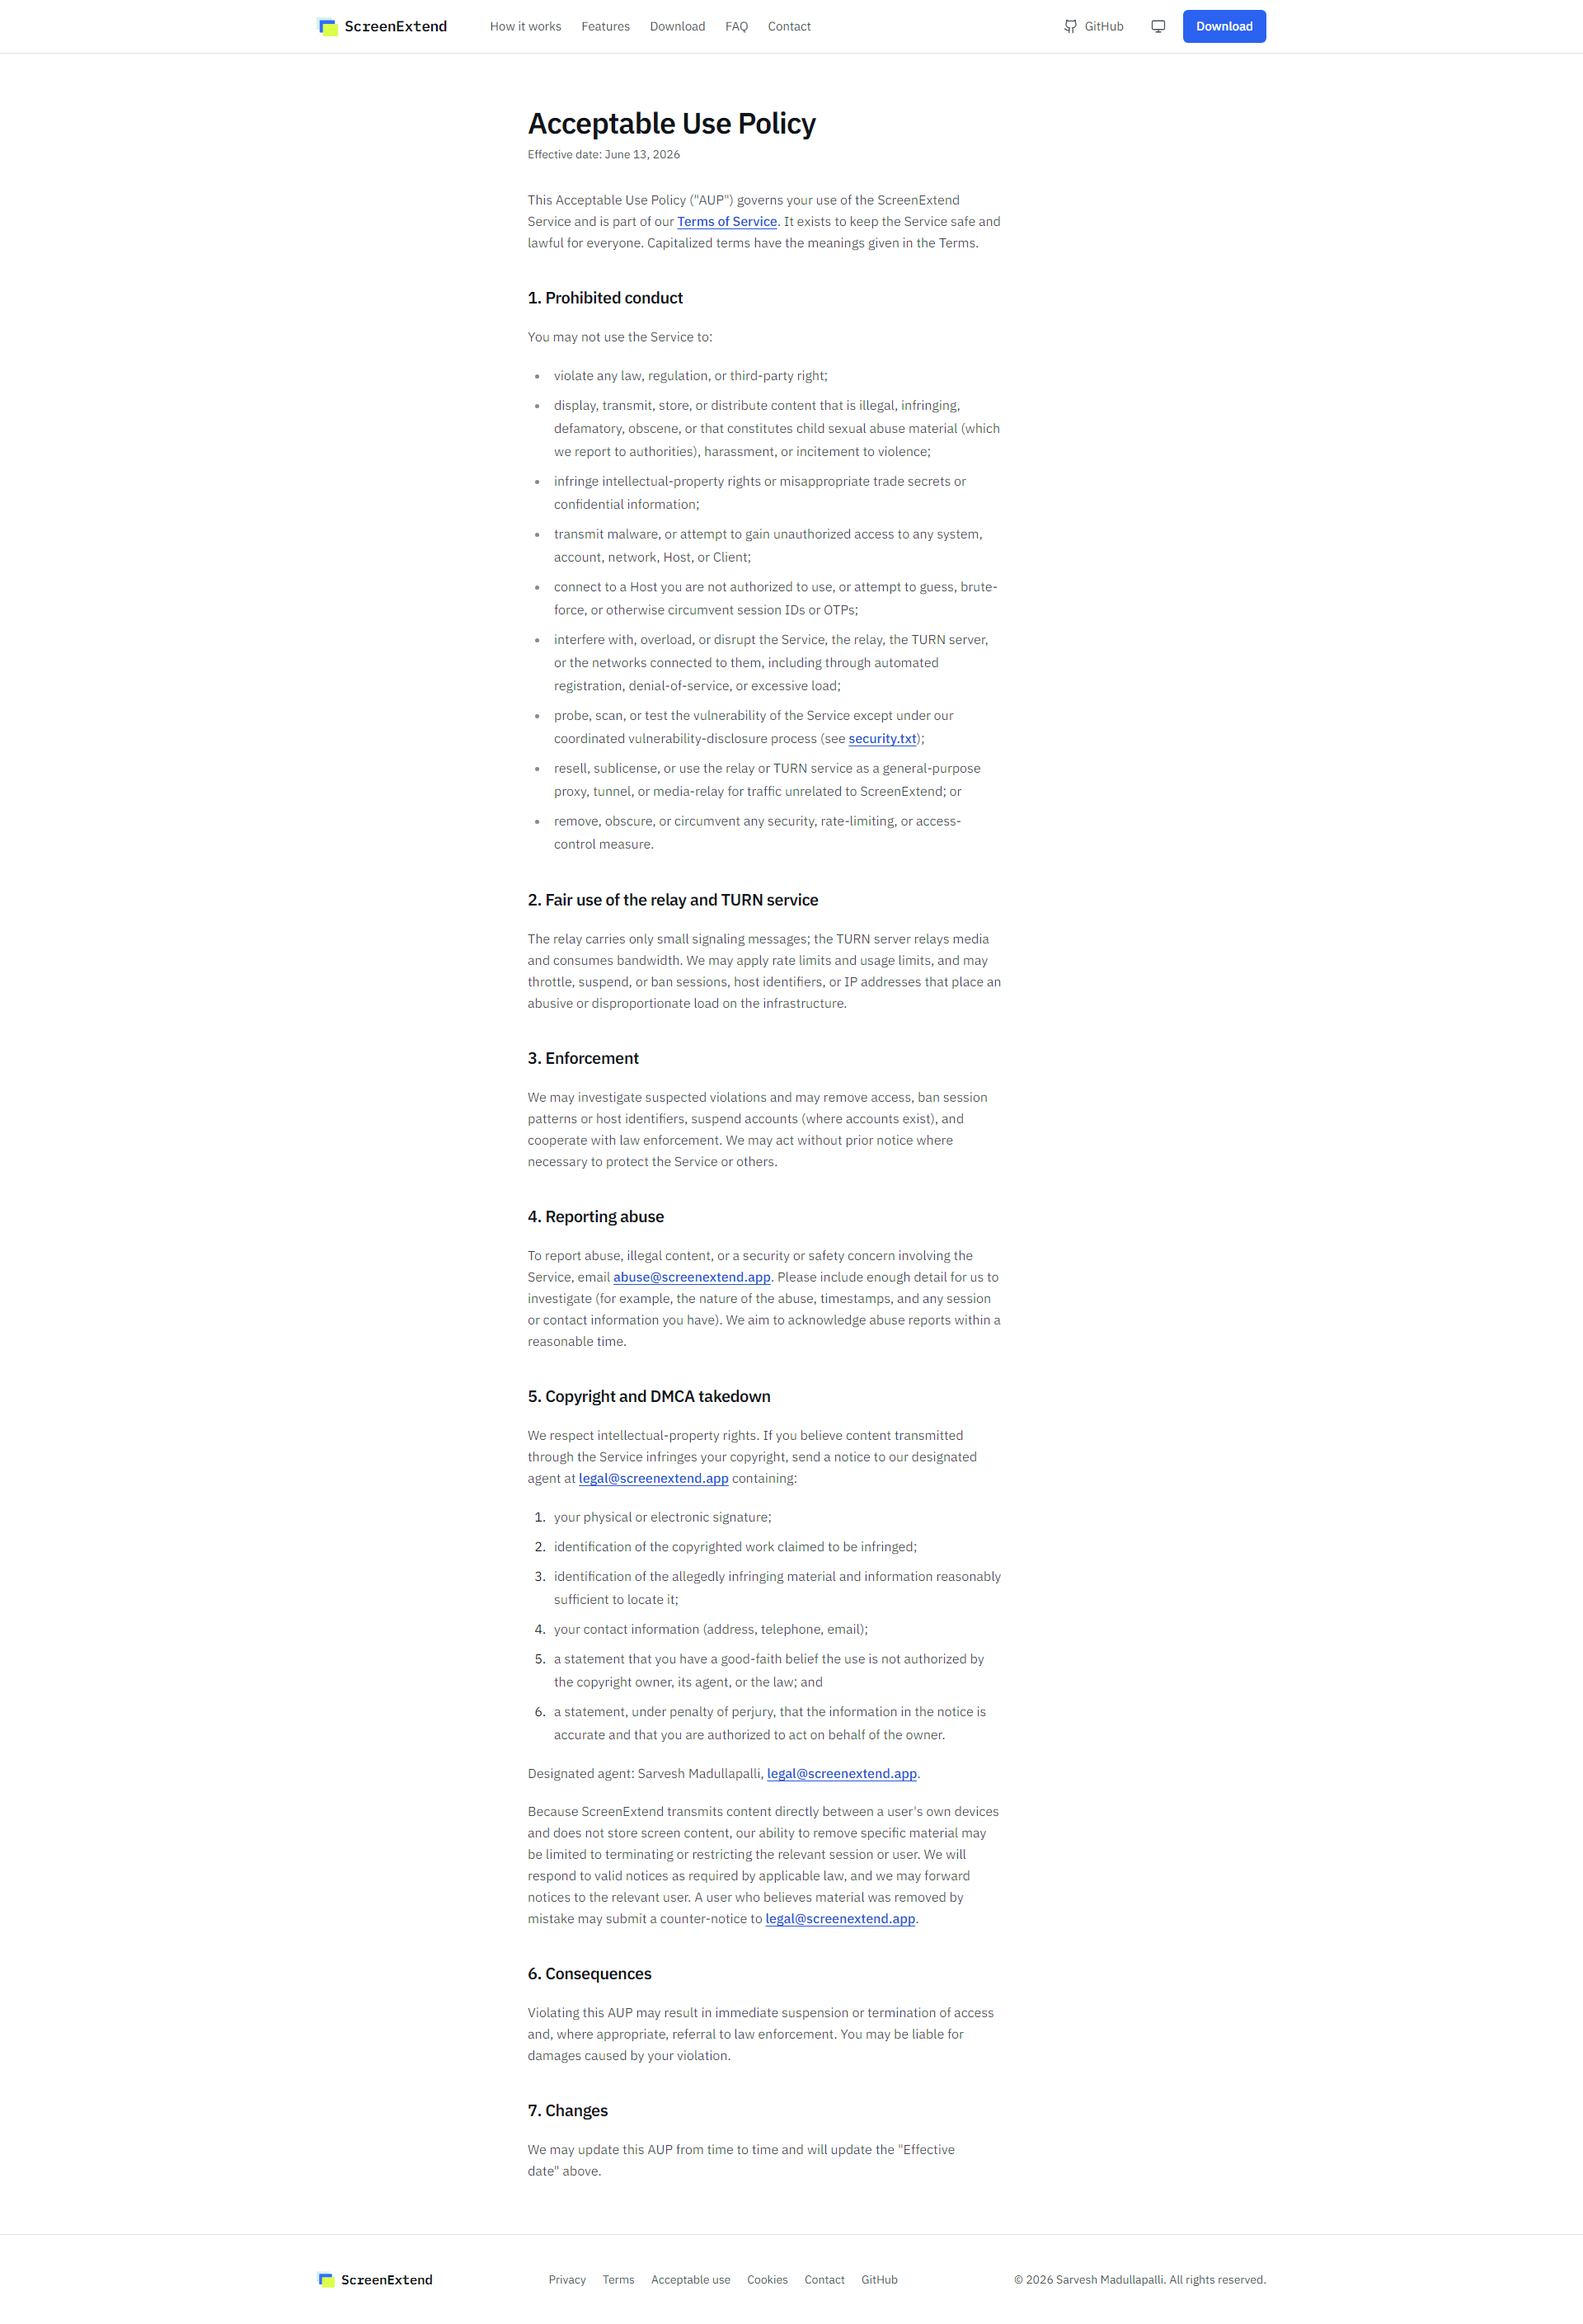 ScreenExtend
How it works
Features
Download
FAQ
Contact
GitHub
Download
Acceptable Use Policy
Effective date: June 13, 2026
This Acceptable Use Policy ("AUP") governs your use of the ScreenExtend
Service and is part of our Terms of Service. It exists to keep the Service safe and
lawful for everyone. Capitalized terms have the meanings given in the Terms.
1. Prohibited conduct
You may not use the Service to:
• violate any law, regulation, or third-party right;
• display, transmit, store, or distribute content that is illegal, infringing,
defamatory, obscene, or that constitutes child sexual abuse material (which
we report to authorities), harassment, or incitement to violence;
• infringe intellectual-property rights or misappropriate trade secrets or
confidential information;
• transmit malware, or attempt to gain unauthorized access to any system,
account, network, Host, or Client;
• connect to a Host you are not authorized to use, or attempt to guess, brute-
force, or otherwise circumvent session IDs or OTPs;
• interfere with, overload, or disrupt the Service, the relay, the TURN server,
or the networks connected to them, including through automated
registration, denial-of-service, or excessive load;
• probe, scan, or test the vulnerability of the Service except under our
coordinated vulnerability-disclosure process (see security.txt);
• resell, sublicense, or use the relay or TURN service as a general-purpose
proxy, tunnel, or media-relay for traffic unrelated to ScreenExtend; or
• remove, obscure, or circumvent any security, rate-limiting, or access-
control measure.
2. Fair use of the relay and TURN service
The relay carries only small signaling messages; the TURN server relays media
and consumes bandwidth. We may apply rate limits and usage limits, and may
throttle, suspend, or ban sessions, host identifiers, or IP addresses that place an
abusive or disproportionate load on the infrastructure.
3. Enforcement
We may investigate suspected violations and may remove access, ban session
patterns or host identifiers, suspend accounts (where accounts exist), and
cooperate with law enforcement. We may act without prior notice where
necessary to protect the Service or others.
4. Reporting abuse
To report abuse, illegal content, or a security or safety concern involving the
Service, email abuse@screenextend.app. Please include enough detail for us to
investigate (for example, the nature of the abuse, timestamps, and any session
or contact information you have). We aim to acknowledge abuse reports within a
reasonable time.
5. Copyright and DMCA takedown
We respect intellectual-property rights. If you believe content transmitted
through the Service infringes your copyright, send a notice to our designated
agent at legal@screenextend.app containing:
1. your physical or electronic signature;
2. identification of the copyrighted work claimed to be infringed;
3. identification of the allegedly infringing material and information reasonably
sufficient to locate it;
4. your contact information (address, telephone, email);
5. a statement that you have a good-faith belief the use is not authorized by
the copyright owner, its agent, or the law; and
6. a statement, under penalty of perjury, that the information in the notice is
accurate and that you are authorized to act on behalf of the owner.
Designated agent: Sarvesh Madullapalli, legal@screenextend.app.
Because ScreenExtend transmits content directly between a user's own devices
and does not store screen content, our ability to remove specific material may
be limited to terminating or restricting the relevant session or user. We will
respond to valid notices as required by applicable law, and we may forward
notices to the relevant user. A user who believes material was removed by
mistake may submit a counter-notice to legal@screenextend.app.
6. Consequences
Violating this AUP may result in immediate suspension or termination of access
and, where appropriate, referral to law enforcement. You may be liable for
damages caused by your violation.
7. Changes
We may update this AUP from time to time and will update the "Effective
date" above.
ScreenExtend
Privacy
Terms
Acceptable use
Cookies
Contact
GitHub
© 2026 Sarvesh Madullapalli. All rights reserved.